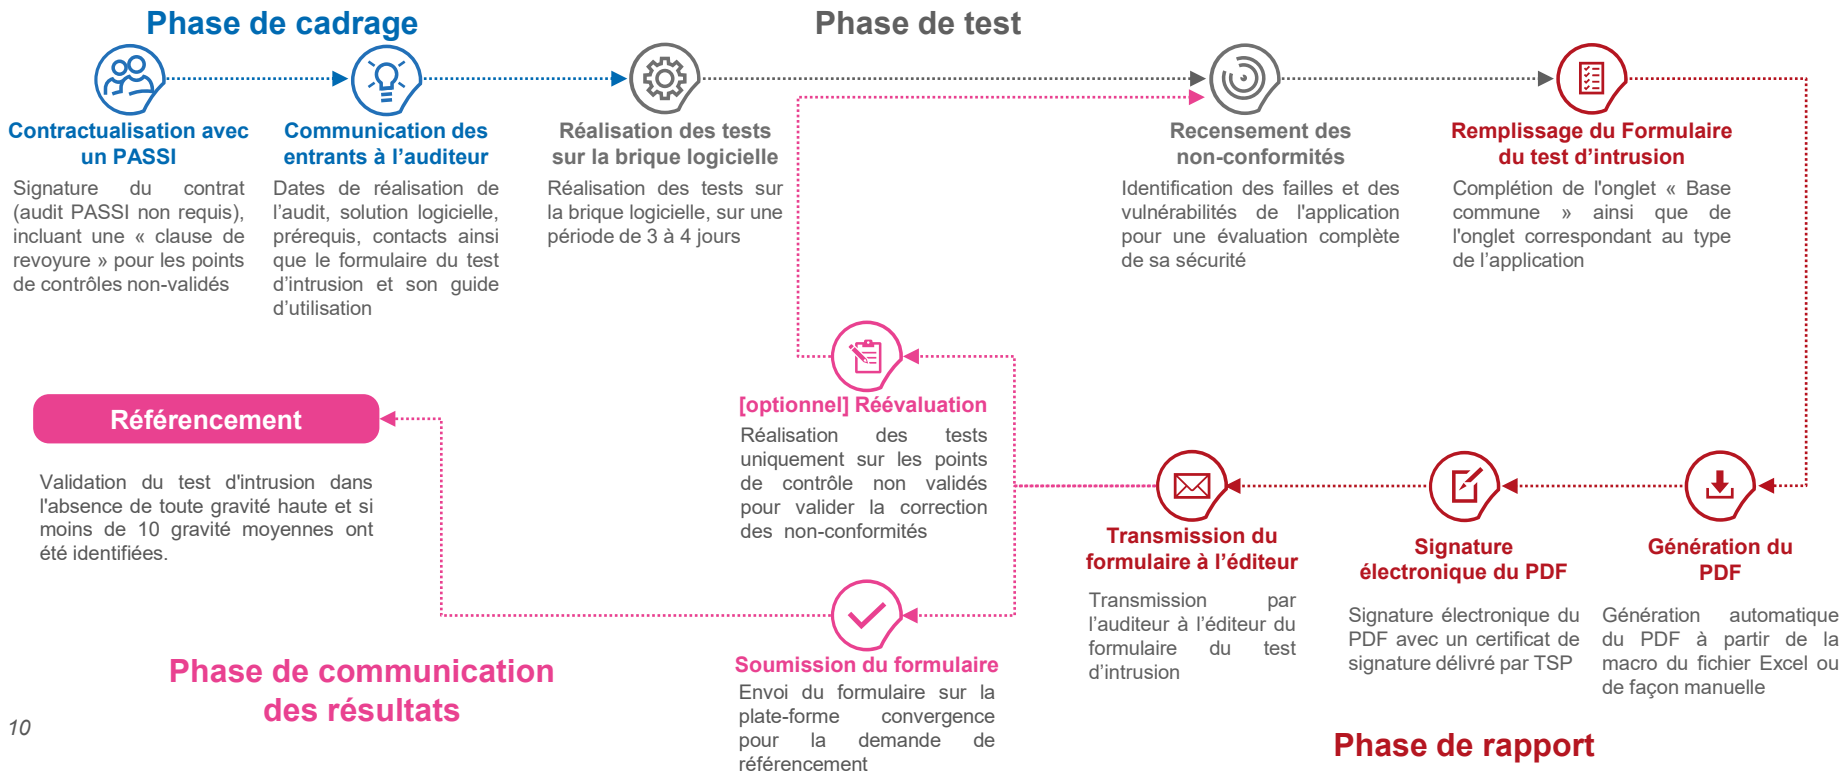 Phase de cadrage
Phase de test
Contractualisation avec
un PASSI
Signature du contrat
(audit PASSI non requis),
incluant une « clause de
revoyure » pour les points
de contrôles non-validés
Communication des
entrants à l’auditeur
Dates de réalisation de
l’audit, solution logicielle,
prérequis, contacts ainsi
que le formulaire du test
d’intrusion et son guide
d’utilisation
Réalisation des tests
sur la brique logicielle
Réalisation des tests sur
la brique logicielle, sur une
période de 3 à 4 jours
Recensement des
non-conformités
Identification des failles et des
vulnérabilités de l'application
pour une évaluation complète
de sa sécurité
Remplissage du Formulaire
du test d’intrusion
Complétion de l'onglet « Base
commune » ainsi que de
l'onglet correspondant au type
de l’application
Génération du
PDF
Génération automatique
du PDF à partir de la
macro du fichier Excel ou
de façon manuelle
Signature
électronique du PDF
Signature électronique du
PDF avec un certificat de
signature délivré par TSP
Transmission du
formulaire à l’éditeur
Transmission par
l’auditeur à l’éditeur du
formulaire du test
d’intrusion
Phase de rapport
[optionnel] Réévaluation
Réalisation des tests
uniquement sur les points
de contrôle non validés
pour valider la correction
des non-conformités
Soumission du formulaire
Envoi du formulaire sur la
plate-forme convergence
pour la demande de
référencement
Référencement
Validation du test d'intrusion dans
l'absence de toute gravité haute et si
moins de 10 gravité moyennes ont
été identifiées.
Phase de communication
des résultats
10